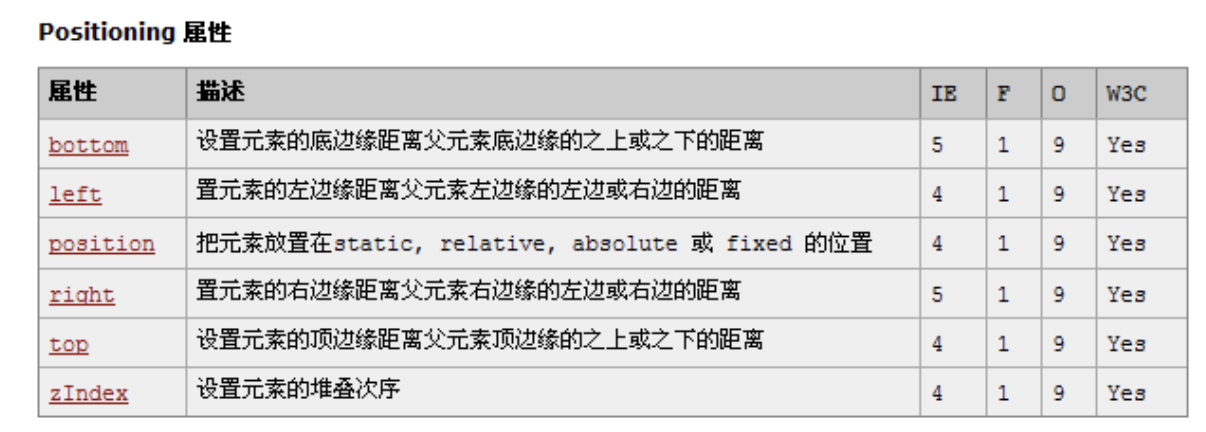 Positioning 属性
属性 描述 IE F O W3C
bottom 设置元素的底边缘距离父元素底边缘的之上或之下的距离 5 1 9 Yes
left 置元素的左边缘距离父元素左边缘的左边或右边的距离 4 1 9 Yes
position 把元素放置在static, relative, absolute 或 fixed 的位置 4 1 9 Yes
right 置元素的右边缘距离父元素右边缘的左边或右边的距离 5 1 9 Yes
top 设置元素的顶边缘距离父元素顶边缘的之上或之下的距离 4 1 9 Yes
zIndex 设置元素的堆叠次序 4 1 9 Yes